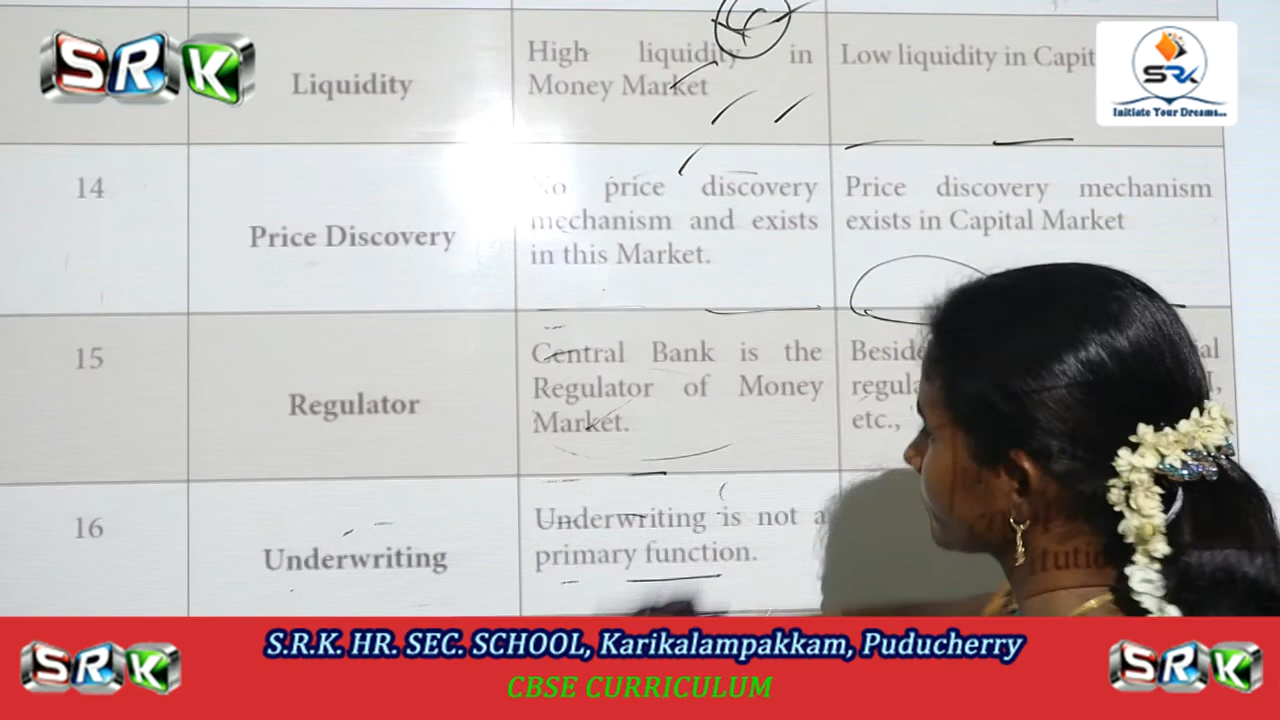 SRK
Liquidity
High liquidity in
Money Market
Low liquidity in
SRK
Initiate Your Dreams...
14
Price Discovery
price discovery
mechanism and exists
in this Market.
Price discovery mechanism
exists in Capital Market
15
Regulator
Central Bank is the
Regulator of Money
Market.
etc.,
16
Underwriting
Underwriting is not a
primary function.
SRK
S.R.K. HR. SEC. SCHOOL, Karikalampakkam, Puducherry
CBSE CURRICULUM
SRK